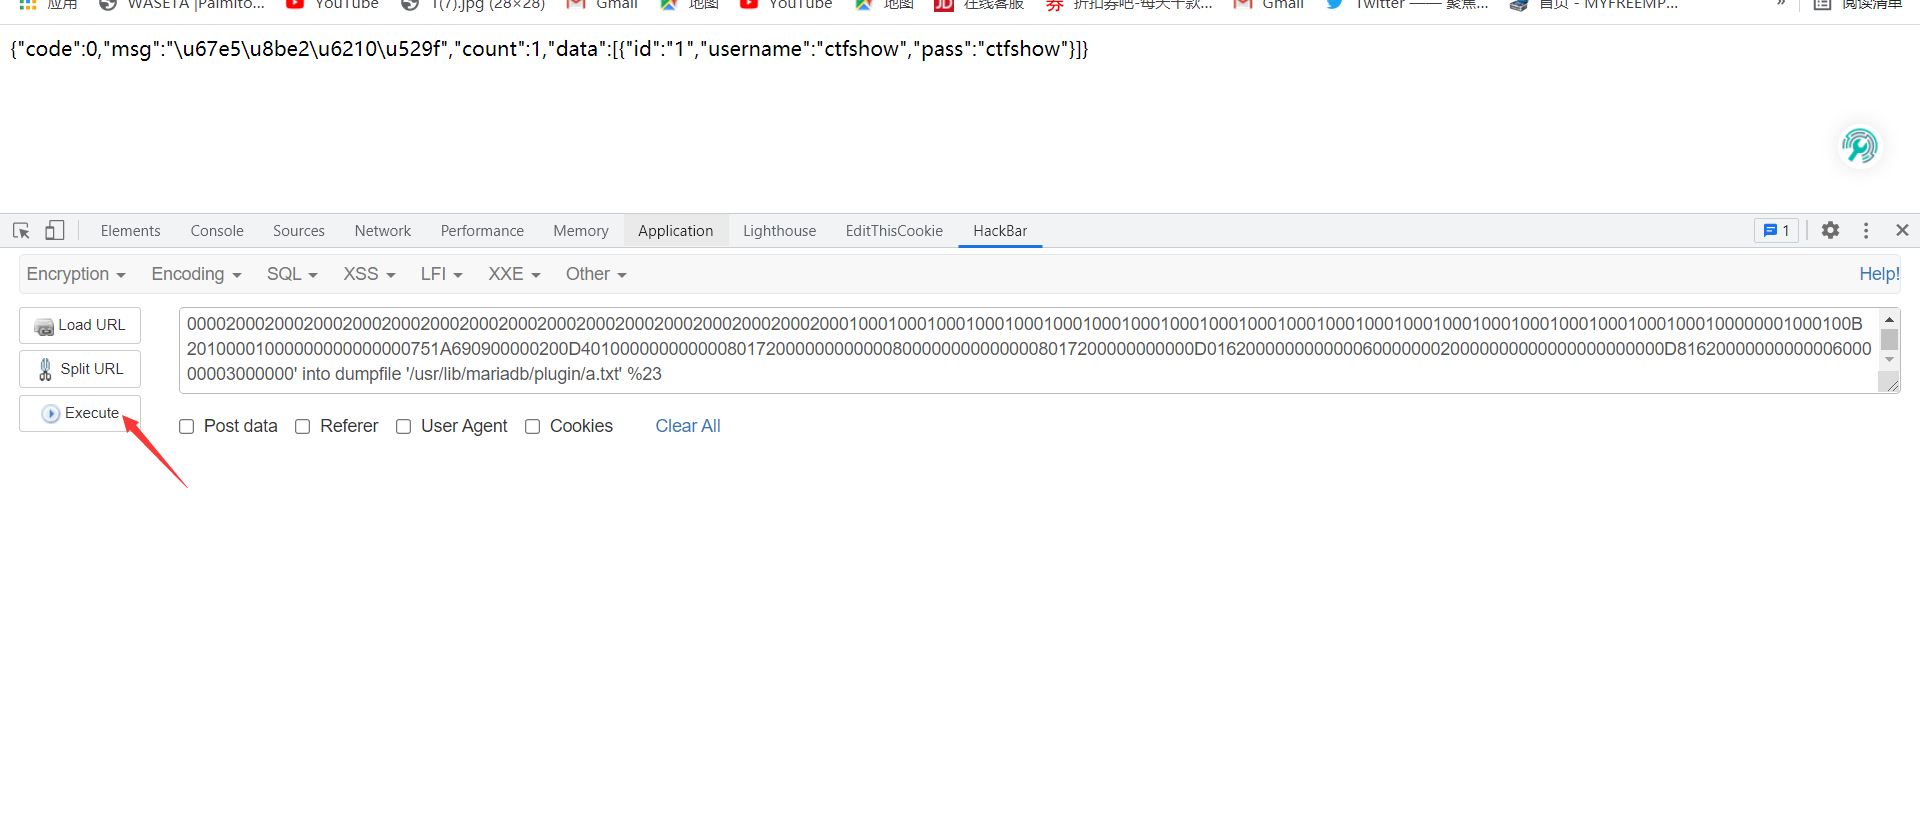 应用 WASETA |Palmito... YouTube 1(7).jpg (28×28) Gmail 地图 YouTube 地图 在线客服 折扣券吧-每天千款... Gmail Twitter —— 聚焦... 首页 - MYFREEMP... » 阅读清单
{"code":0,"msg":"\u67e5\u8be2\u6210\u529f","count":1,"data":[{"id":"1","username":"ctfshow","pass":"ctfshow"}]}
Elements Console Sources Network Performance Memory Application Lighthouse EditThisCookie HackBar 1
Encryption Encoding SQL XSS LFI XXE Other Help!
Load URL
Split URL
Execute
00003000000' into dumpfile '/usr/lib/mariadb/plugin/a.txt' %23
Post data Referer User Agent Cookies Clear All